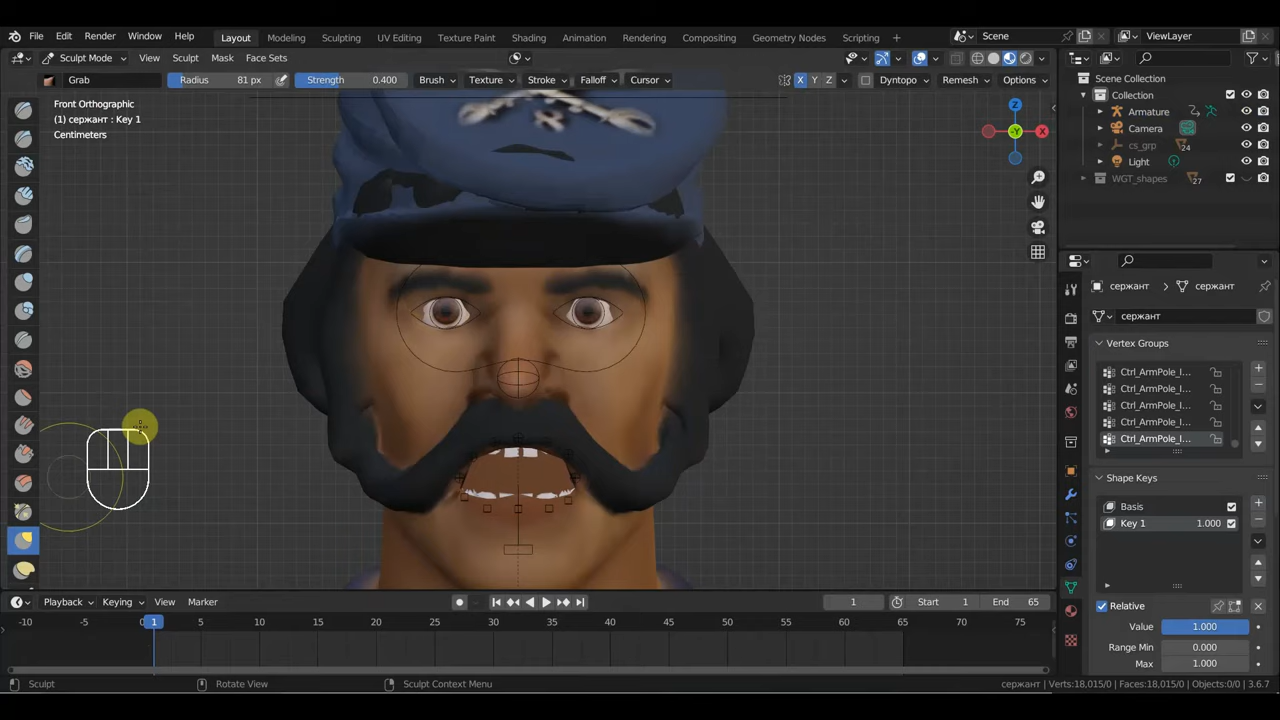 File Edit Render Window Help Layout Modeling Sculpting UV Editing Texture Paint Shading Animation Rendering Compositing Geometry Nodes Scripting Scene ViewLayer
Sculpt Mode View Sculpt Mask Face Sets
Grab Radius 81 px Strength 0.400 Brush Texture Stroke Falloff Cursor X Y Z Dyntopo Remesh Options
Front Orthographic
(1) сержант : Key 1
Centimeters
Z
-Y
X
Scene Collection
Collection
Armature
Camera
cs_grp 24
Light
WGT_shapes 27
сержант > сержант
сержант
Vertex Groups
Ctrl_ArmPole_I...
Ctrl_ArmPole_I...
Ctrl_ArmPole_I...
Ctrl_ArmPole_I...
Ctrl_ArmPole_I...
Shape Keys
Basis
Key 1 1.000
Relative
Value 1.000
Range Min 0.000
Max 1.000
Playback Keying View Marker 1 Start 1 End 65
-10 -5 0 1 5 10 15 20 25 30 35 40 45 50 55 60 65 70 75
Sculpt Rotate View Sculpt Context Menu сержант | Verts:18,015/0 | Faces:18,015/0 | Objects:0/0 | 3.6.7